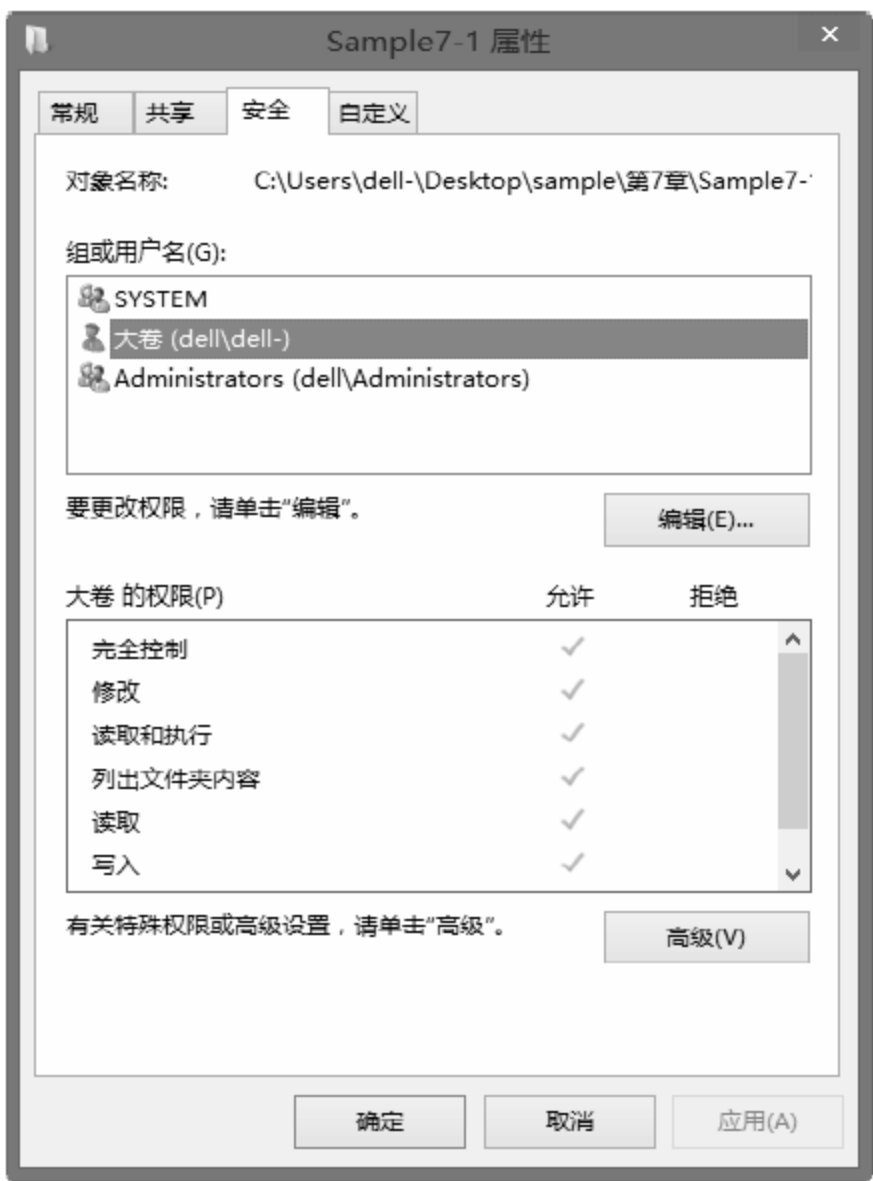 Sample7-1 属性
常规 共享 安全 自定义
对象名称: C:\Users\dell-\Desktop\sample\第7章\Sample7-
组或用户名(G):
SYSTEM
大卷 (dell\dell-)
Administrators (dell\Administrators)
要更改权限，请单击“编辑”。
编辑(E)...
大卷 的权限(P) 允许 拒绝
完全控制
修改
读取和执行
列出文件夹内容
读取
写入
有关特殊权限或高级设置，请单击“高级”。
高级(V)
确定 取消 应用(A)